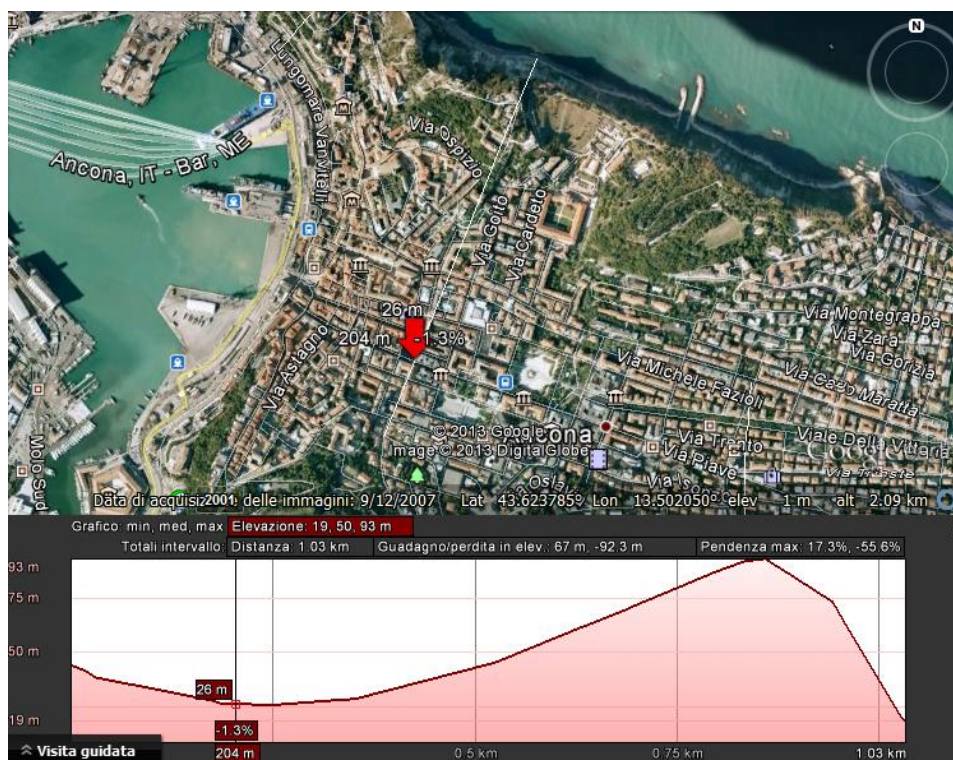 N
Lungomare Vanvitelli
Via Ospizio
Ancona, IT - Bar, ME
Via Goito
Via Cardeto
26 m
204 m -1.3%
Via Astagno
Via Montegrappa
Via Zara
Via Gorizia
Via Michele Fazioli
Via Carlo Maratta
Molo Sud
© 2013 Google
Image © 2013 DigitalGlobe
Ancona
Via Trento
Viale Della Vittoria
Google
Via Piave
Via Trieste
Data di acquisi 2001 delle immagini: 9/12/2007 Lat 43.623785° Lon 13.502050° elev 1 m alt 2.09 km
Grafico: min, med, max Elevazione: 19, 50, 93 m
Totali intervallo: Distanza: 1.03 km Guadagno/perdita in elev.: 67 m, -92.3 m Pendenza max: 17.3%, -55.6%
93 m
75 m
50 m
26 m
19 m
-1.3%
Visita guidata
204 m 0.5 km 0.75 km 1.03 km